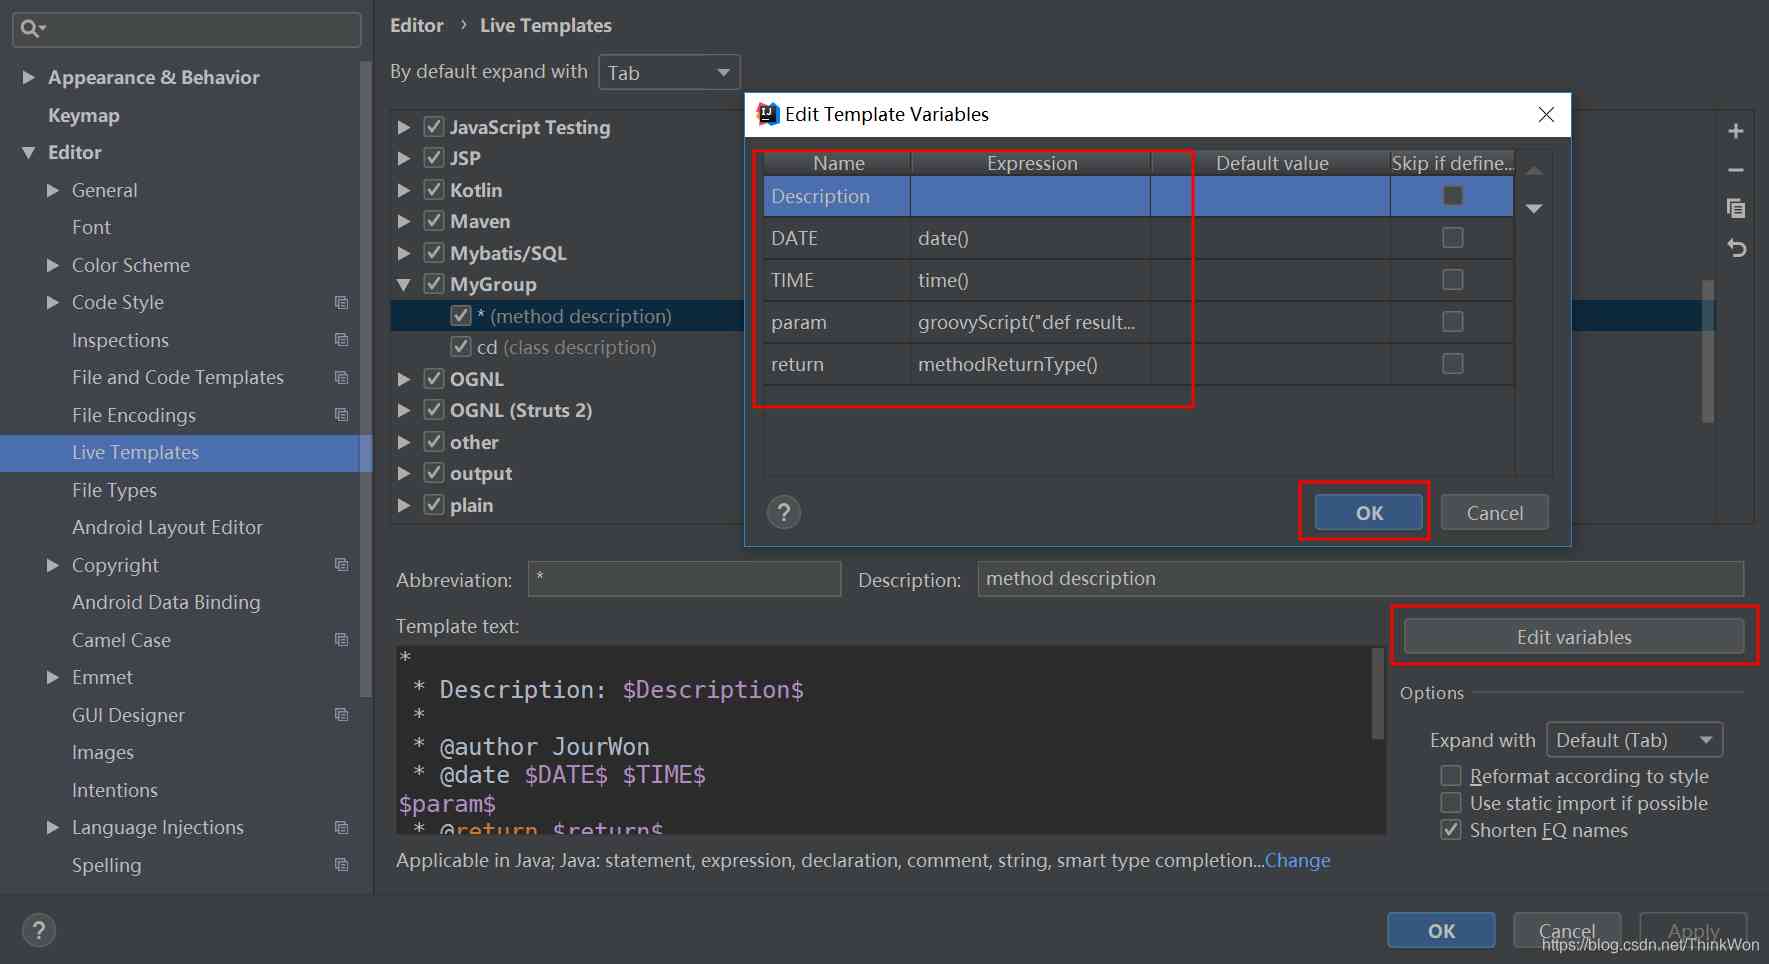 Appearance & Behavior
Keymap
Editor
General
Font
Color Scheme
Code Style
Inspections
File and Code Templates
File Encodings
Live Templates
File Types
Android Layout Editor
Copyright
Android Data Binding
Camel Case
Emmet
GUI Designer
Images
Intentions
Language Injections
Spelling
Editor › Live Templates
By default expand with Tab
JavaScript Testing
JSP
Kotlin
Maven
Mybatis/SQL
MyGroup
* (method description)
cd (class description)
OGNL
OGNL (Struts 2)
other
output
plain
Edit Template Variables
Name Expression Default value Skip if define...
Description
DATE date()
TIME time()
param groovyScript("def result...
return methodReturnType()
? OK Cancel
Abbreviation: * Description: method description
Template text:
*
* Description: $Description$
*
* @author JourWon
* @date $DATE$ $TIME$
$param$
* @return $return$
Edit variables
Options
Expand with Default (Tab)
Reformat according to style
Use static import if possible
Shorten EQ names
Applicable in Java; Java: statement, expression, declaration, comment, string, smart type completion...Change
? OK Cancel Apply
https://blog.csdn.net/ThinkWon